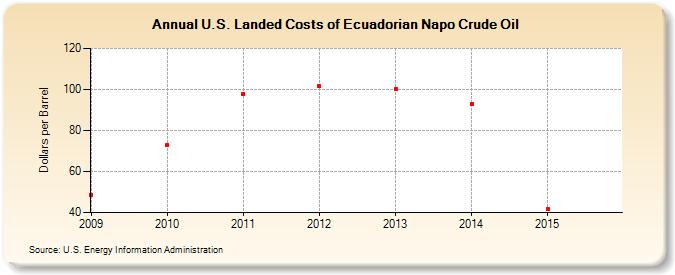 Annual U.S. Landed Costs of Ecuadorian Napo Crude Oil
Dollars per Barrel
120
100
80
60
40
2009 2010 2011 2012 2013 2014 2015
Source: U.S. Energy Information Administration